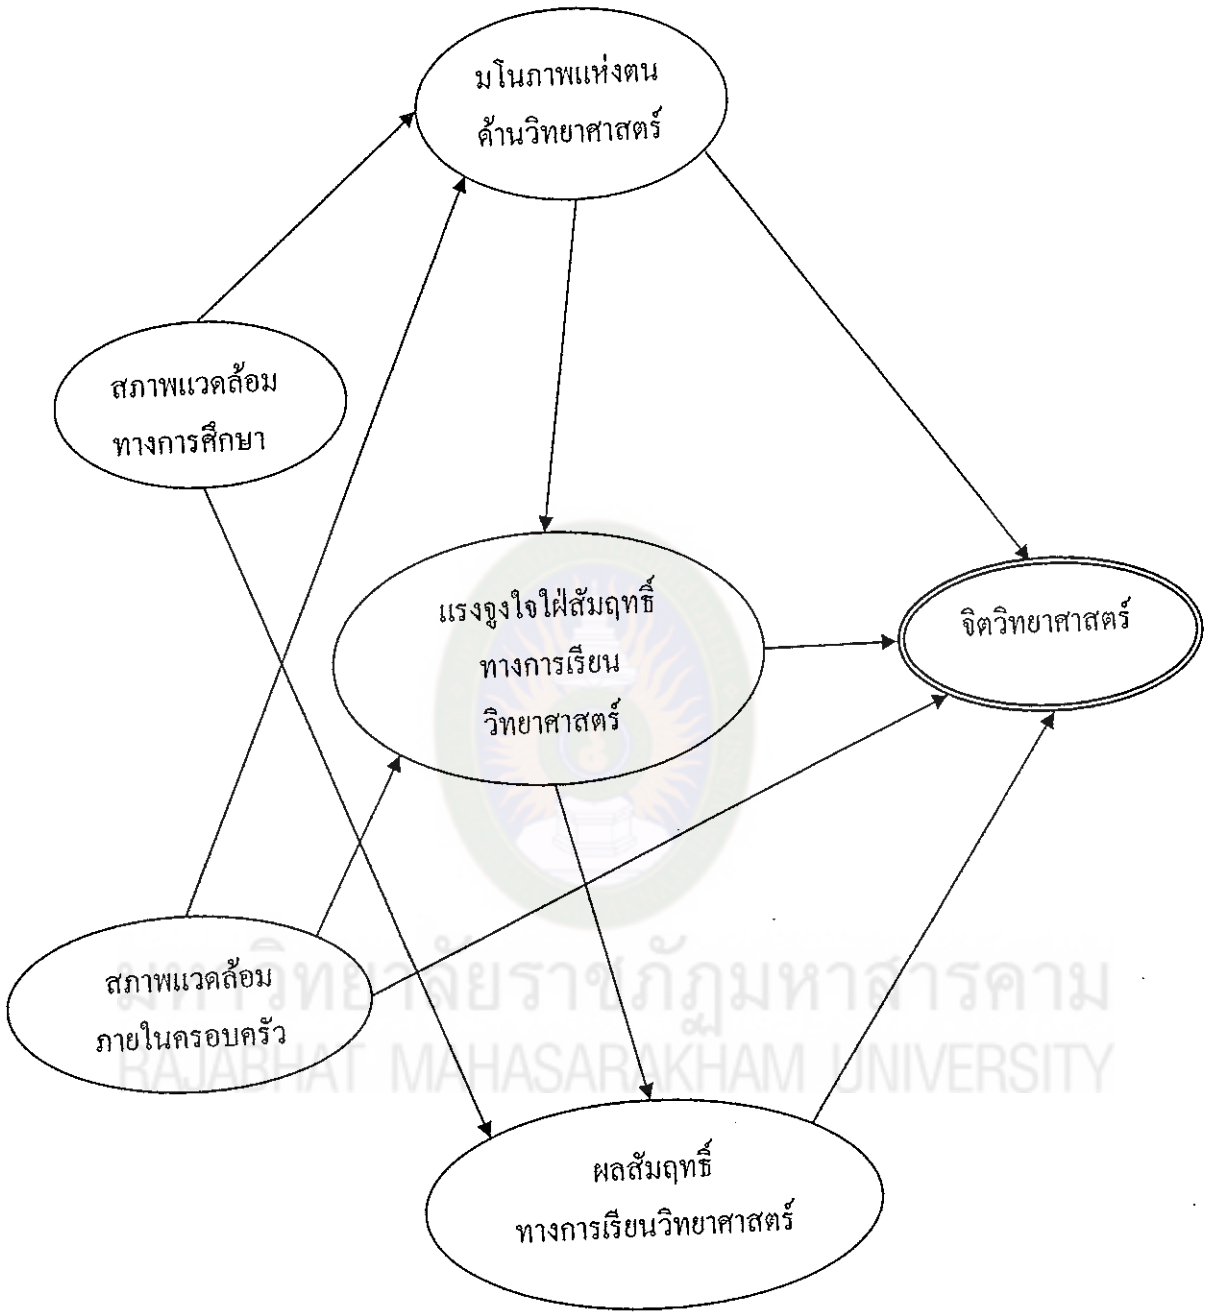 มโนภาพแห่งตน
ด้านวิทยาศาสตร์
สภาพแวดล้อม
ทางการศึกษา
แรงจูงใจใฝ่สัมฤทธิ์
ทางการเรียน
วิทยาศาสตร์
จิตวิทยาศาสตร์
สภาพแวดล้อม
ภายในครอบครัว
มหาวิทยาลัยราชภัฏมหาสารคาม
RAJABHAT MAHASARAKHAM UNIVERSITY
ผลสัมฤทธิ์
ทางการเรียนวิทยาศาสตร์